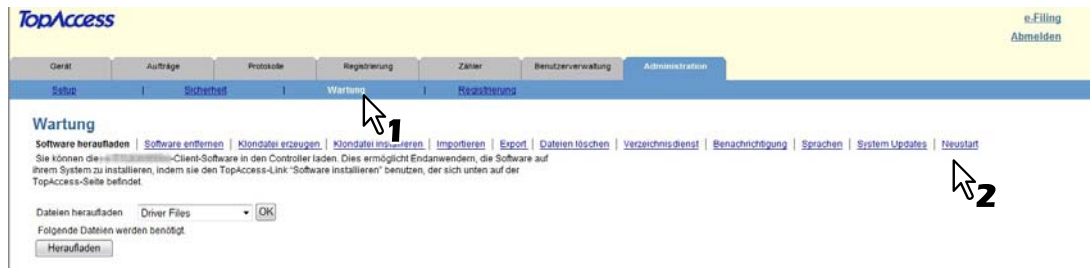 TopAccess
e-Filing
Abmelden
Gerät Aufträge Protokolle Registrierung Zähler Benutzerverwaltung Administration
Setup | Sicherheit | Wartung | Registrierung
1
Wartung
Software heraufladen | Software entfernen | Klondatei erzeugen | Klondatei installieren | Importieren | Export | Dateien löschen | Verzeichnisdienst | Benachrichtigung | Sprachen | System Updates | Neustart
2
Sie können die -Client-Software in den Controller laden. Dies ermöglicht Endanwendern, die Software auf
ihrem System zu installieren, indem sie den TopAccess-Link "Software installieren" benutzen, der sich unten auf der
TopAccess-Seite befindet.
Dateien heraufladen Driver Files OK
Folgende Dateien werden benötigt.
Heraufladen